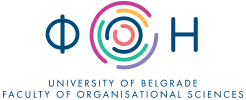 ФОН
UNIVERSITY OF BELGRADE
FACULTY OF ORGANISATIONAL SCIENCES